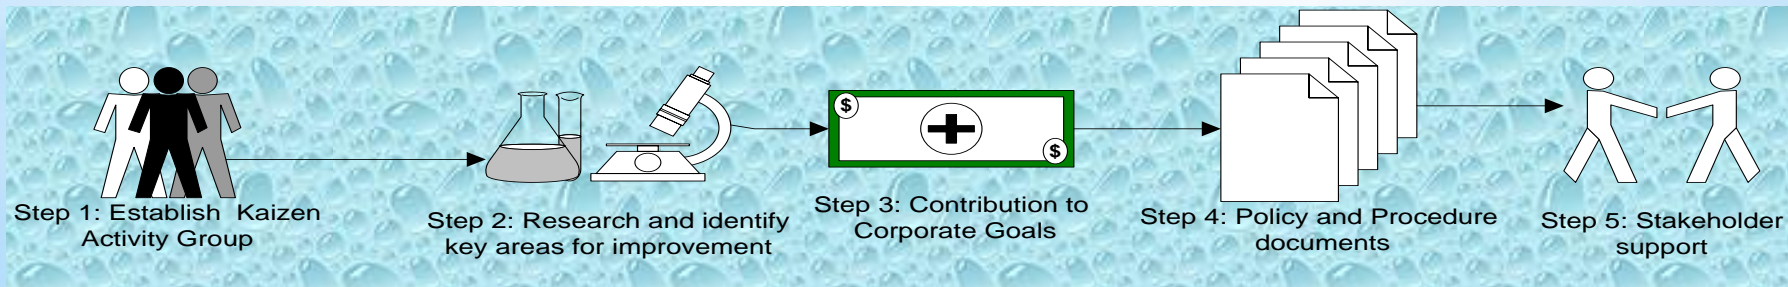 Step 1: Establish Kaizen
Activity Group
Step 2: Research and identify
key areas for improvement
$
$
Step 3: Contribution to
Corporate Goals
Step 4: Policy and Procedure
documents
Step 5: Stakeholder
support